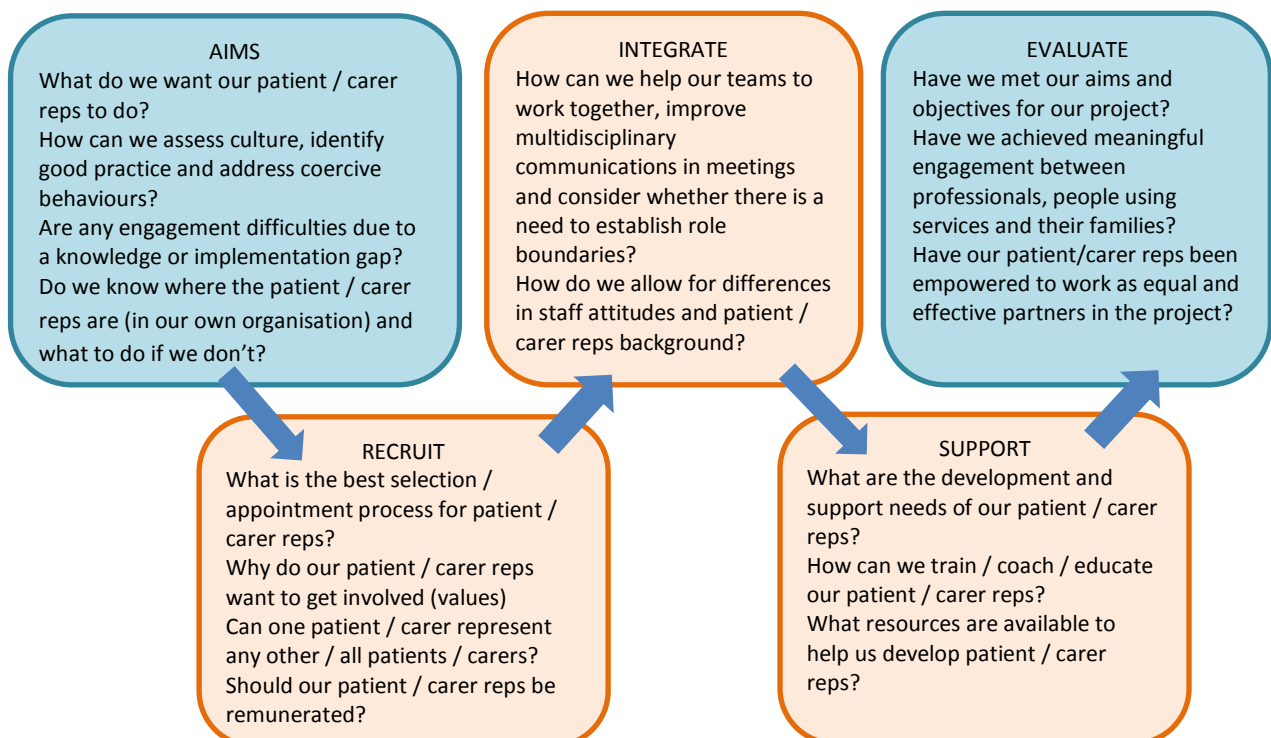 AIMS
What do we want our patient / carer
reps to do?
How can we assess culture, identify
good practice and address coercive
behaviours?
Are any engagement difficulties due to
a knowledge or implementation gap?
Do we know where the patient / carer
reps are (in our own organisation) and
what to do if we don’t?
RECRUIT
What is the best selection /
appointment process for patient /
carer reps?
Why do our patient / carer reps
want to get involved (values)
Can one patient / carer represent
any other / all patients / carers?
Should our patient / carer reps be
remunerated?
INTEGRATE
How can we help our teams to
work together, improve
multidisciplinary
communications in meetings
and consider whether there is a
need to establish role
boundaries?
How do we allow for differences
in staff attitudes and patient /
carer reps background?
SUPPORT
What are the development and
support needs of our patient / carer
reps?
How can we train / coach / educate
our patient / carer reps?
What resources are available to
help us develop patient / carer
reps?
EVALUATE
Have we met our aims and
objectives for our project?
Have we achieved meaningful
engagement between
professionals, people using
services and their families?
Have our patient/carer reps been
empowered to work as equal and
effective partners in the project?